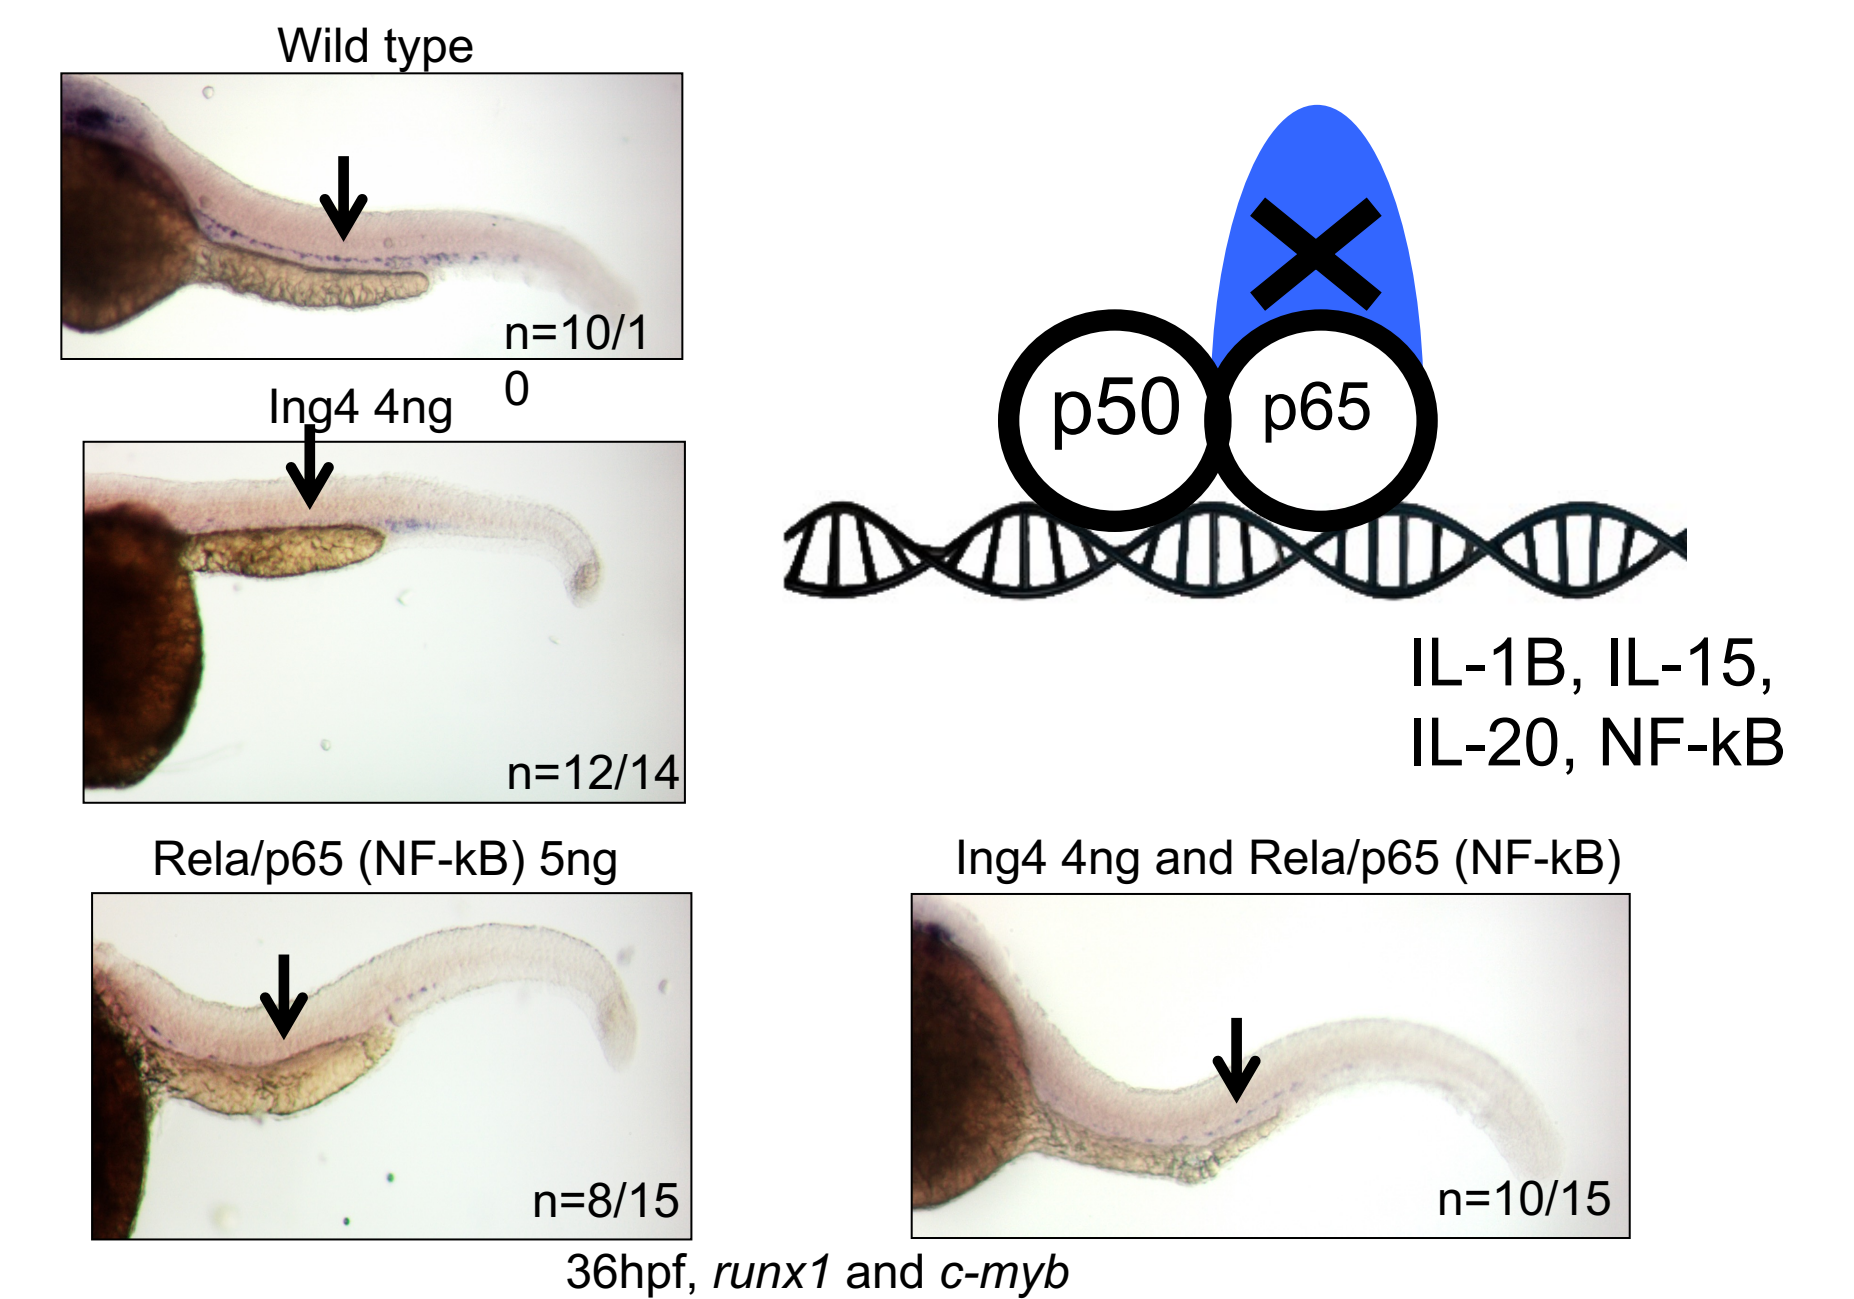 Wild type
n=10/1
0
Ing4 4ng
n=12/14
p50
p65
IL-1B, IL-15,
IL-20, NF-kB
Rela/p65 (NF-kB) 5ng
n=8/15
Ing4 4ng and Rela/p65 (NF-kB)
n=10/15
36hpf, runx1 and c-myb